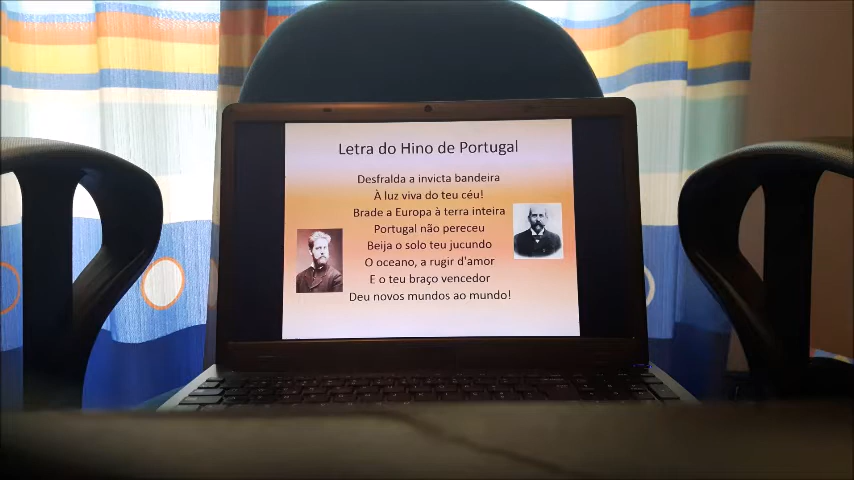 Letra do Hino de Portugal
Desfralda a invicta bandeira
À luz viva do teu céu!
Brade a Europa à terra inteira
Portugal não pereceu
Beija o solo teu jucundo
O oceano, a rugir d'amor
E o teu braço vencedor
Deu novos mundos ao mundo!